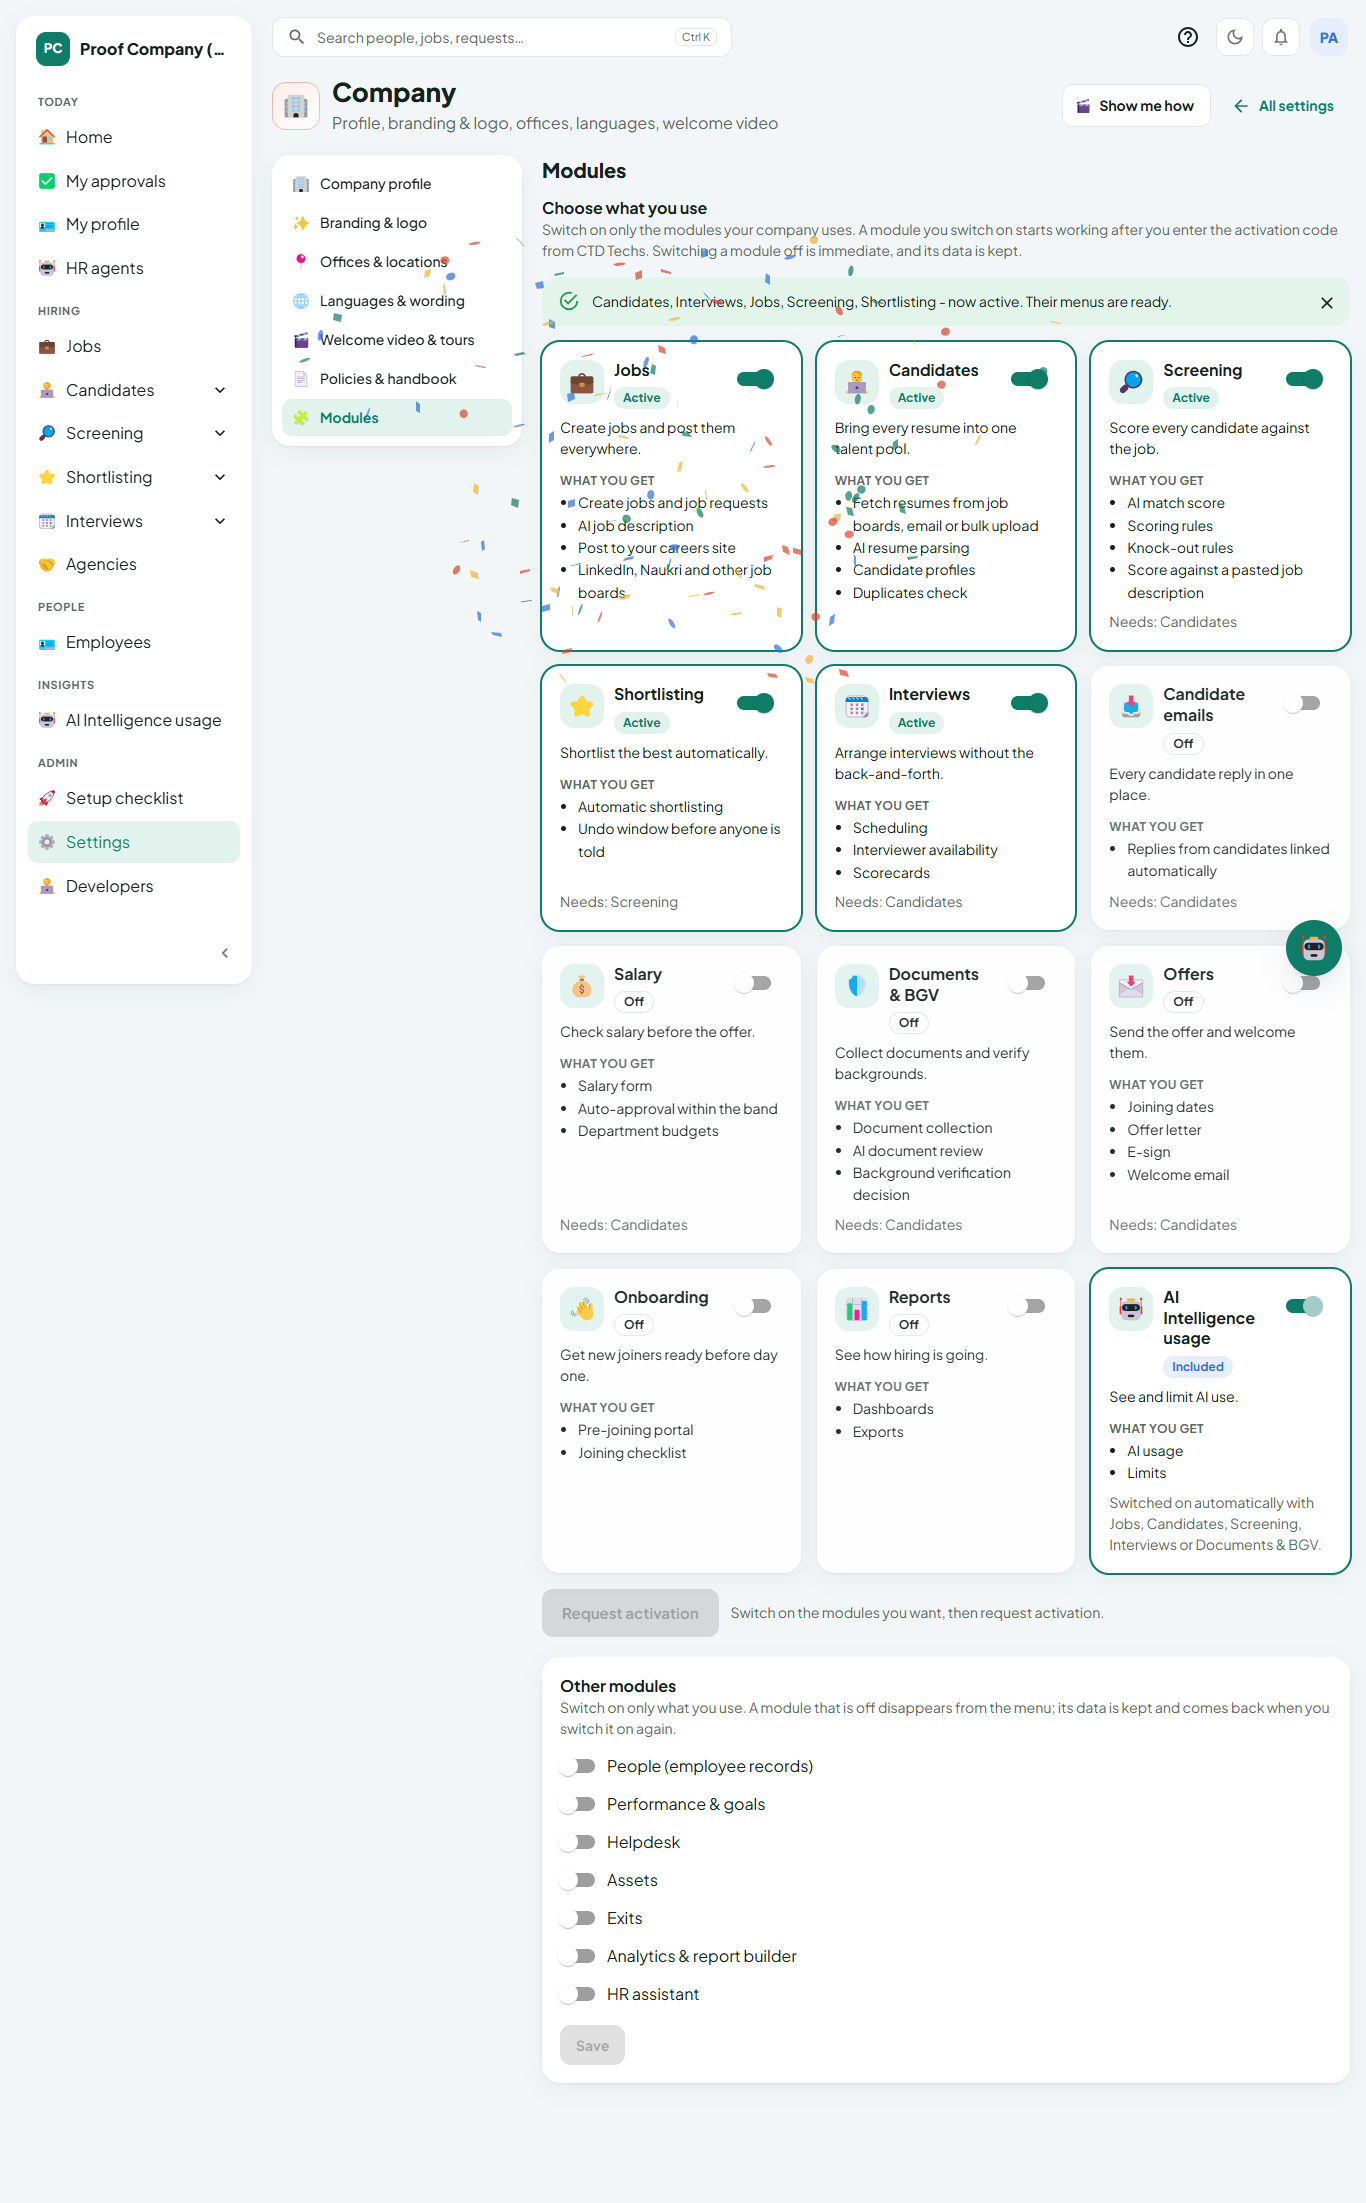 PC Proof Company (...
TODAY
Home
My approvals
My profile
HR agents
HIRING
Jobs
Candidates
Screening
Shortlisting
Interviews
Agencies
PEOPLE
Employees
INSIGHTS
AI Intelligence usage
ADMIN
Setup checklist
Settings
Developers
Search people, jobs, requests... Ctrl K
PA
Company
Profile, branding & logo, offices, languages, welcome video
Show me how
All settings
Company profile
Branding & logo
Offices & locations
Languages & wording
Welcome video & tours
Policies & handbook
Modules
Modules
Choose what you use
Switch on only the modules your company uses. A module you switch on starts working after you enter the activation code
from CTD Techs. Switching a module off is immediate, and its data is kept.
Candidates, Interviews, Jobs, Screening, Shortlisting - now active. Their menus are ready.
Jobs
Active
Create jobs and post them
everywhere.
WHAT YOU GET
• Create jobs and job requests
• AI job description
• Post to your careers site
• LinkedIn, Naukri and other job
boards
Candidates
Active
Bring every resume into one
talent pool.
WHAT YOU GET
• Fetch resumes from job
boards, email or bulk upload
• AI resume parsing
• Candidate profiles
• Duplicates check
Screening
Active
Score every candidate against
the job.
WHAT YOU GET
• AI match score
• Scoring rules
• Knock-out rules
• Score against a pasted job
description
Needs: Candidates
Shortlisting
Active
Shortlist the best automatically.
WHAT YOU GET
• Automatic shortlisting
• Undo window before anyone is
told
Needs: Screening
Interviews
Active
Arrange interviews without the
back-and-forth.
WHAT YOU GET
• Scheduling
• Interviewer availability
• Scorecards
Needs: Candidates
Candidate
emails
Off
Every candidate reply in one
place.
WHAT YOU GET
• Replies from candidates linked
automatically
Needs: Candidates
Salary
Off
Check salary before the offer.
WHAT YOU GET
• Salary form
• Auto-approval within the band
• Department budgets
Needs: Candidates
Documents
& BGV
Off
Collect documents and verify
backgrounds.
WHAT YOU GET
• Document collection
• AI document review
• Background verification
decision
Needs: Candidates
Offers
Off
Send the offer and welcome
them.
WHAT YOU GET
• Joining dates
• Offer letter
• E-sign
• Welcome email
Needs: Candidates
Onboarding
Off
Get new joiners ready before day
one.
WHAT YOU GET
• Pre-joining portal
• Joining checklist
Reports
Off
See how hiring is going.
WHAT YOU GET
• Dashboards
• Exports
AI
Intelligence
usage
Included
See and limit AI use.
WHAT YOU GET
• AI usage
• Limits
Switched on automatically with
Jobs, Candidates, Screening,
Interviews or Documents & BGV.
Request activation
Switch on the modules you want, then request activation.
Other modules
Switch on only what you use. A module that is off disappears from the menu; its data is kept and comes back when you
switch it on again.
People (employee records)
Performance & goals
Helpdesk
Assets
Exits
Analytics & report builder
HR assistant
Save